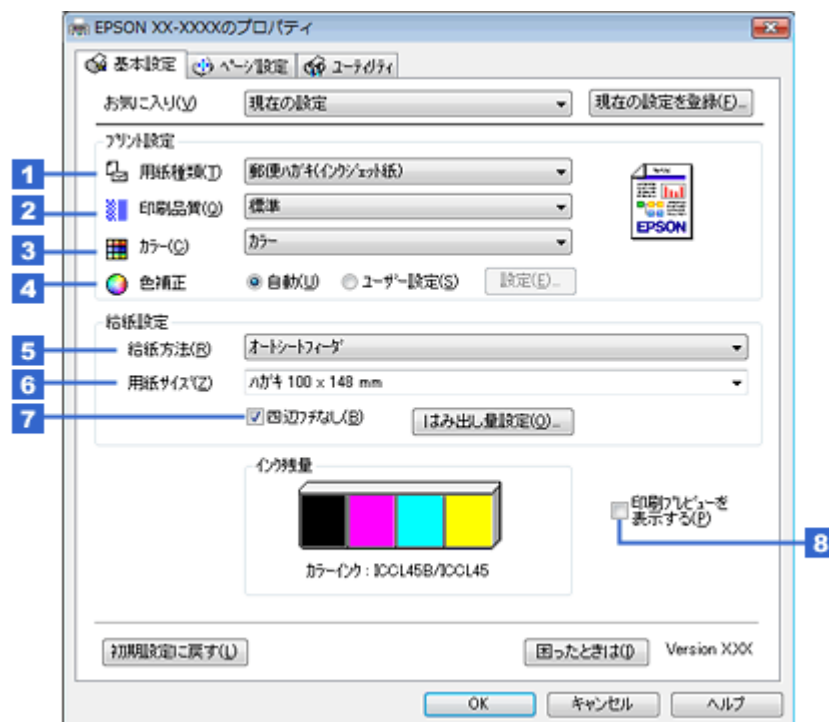 EPSON XX-XXXXのプロパティ
基本設定 ページ設定 ユーティリティ
お気に入り(V) 現在の設定 現在の設定を登録(F)...
プリント設定
1 用紙種類(T) 郵便ハガキ(インクジェット紙)
2 印刷品質(Q) 標準
3 カラー(C) カラー
EPSON
4 色補正 自動(U) ユーザー設定(S) 設定(E)...
給紙設定
5 給紙方法(R) オートシートフィーダ
6 用紙サイズ(Z) ハガキ 100 x 148 mm
7 四辺フチなし(B) はみ出し量設定(O)...
インク残量
カラーインク : ICCL45B/ICCL45
印刷プレビューを
表示する(P)
8
初期設定に戻す(L) 困ったときは(I) Version X.XX
OK キャンセル ヘルプ